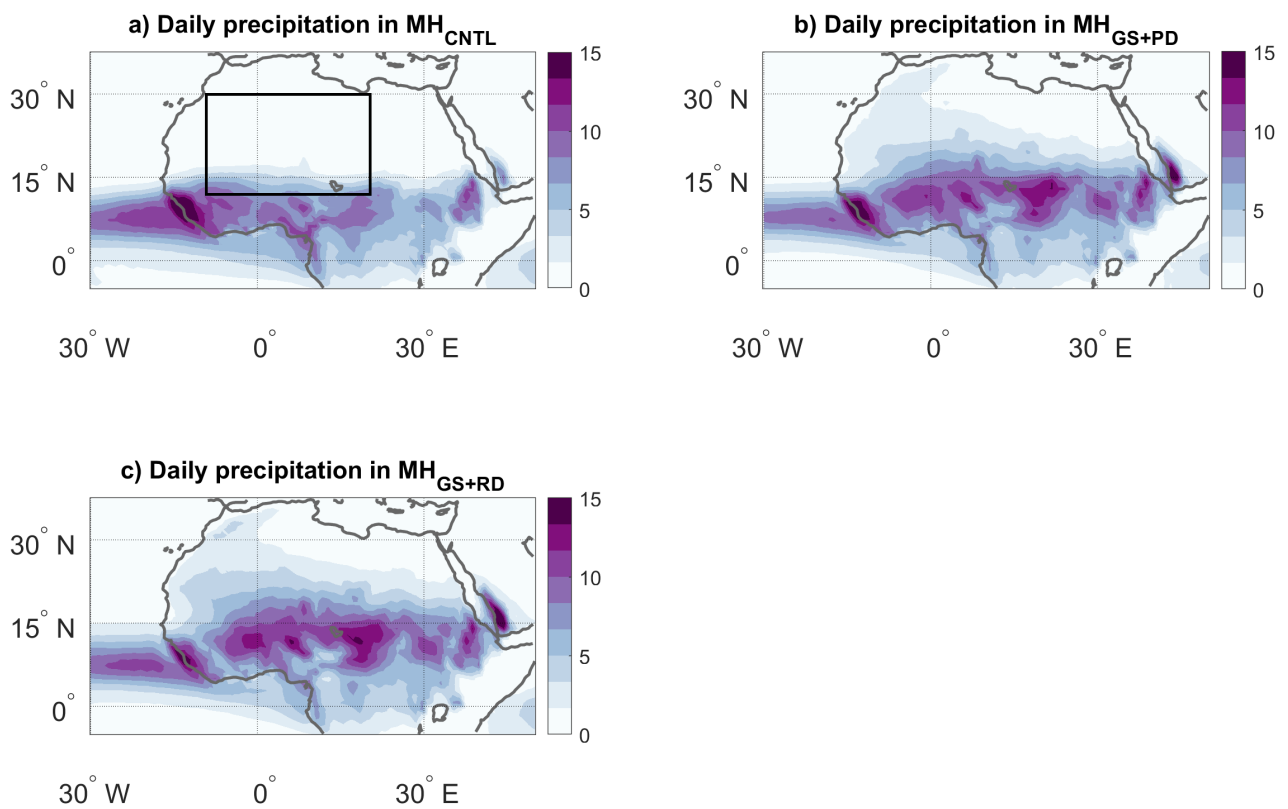 a) Daily precipitation in MH_CNTL
30° N
15° N
0°
30° W 0° 30° E
15
10
5
0
b) Daily precipitation in MH_GS+PD
30° N
15° N
0°
30° W 0° 30° E
15
10
5
0
c) Daily precipitation in MH_GS+RD
30° N
15° N
0°
30° W 0° 30° E
15
10
5
0